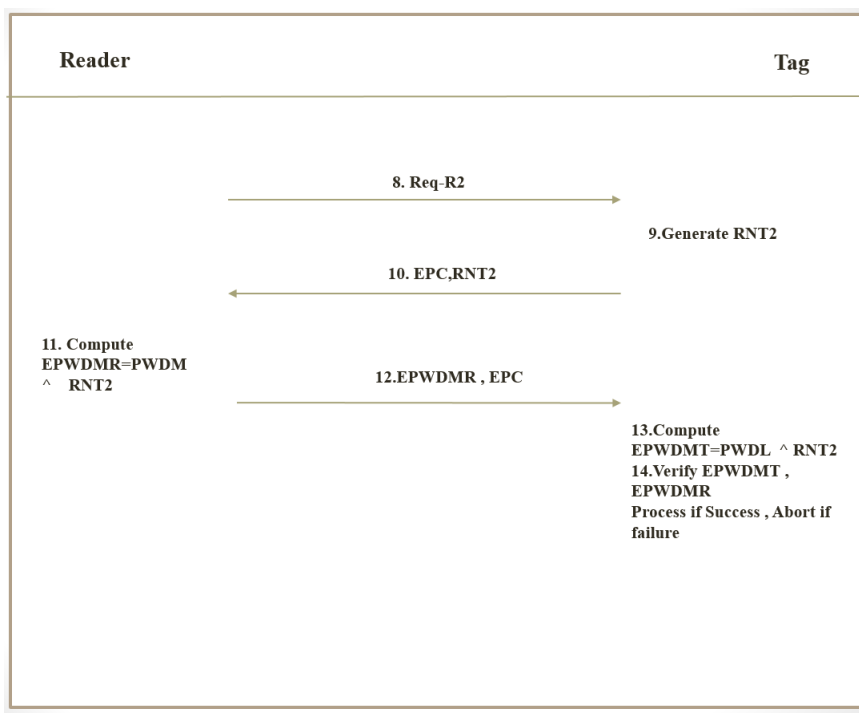 Reader
Tag
8. Req-R2
9.Generate RNT2
10. EPC,RNT2
11. Compute
EPWDMR=PWDM
^ RNT2
12.EPWDMR , EPC
13.Compute
EPWDMT=PWDL ^ RNT2
14.Verify EPWDMT ,
EPWDMR
Process if Success , Abort if
failure